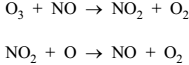 O₃ + NO → NO₂ + O₂
NO₂ + O → NO + O₂